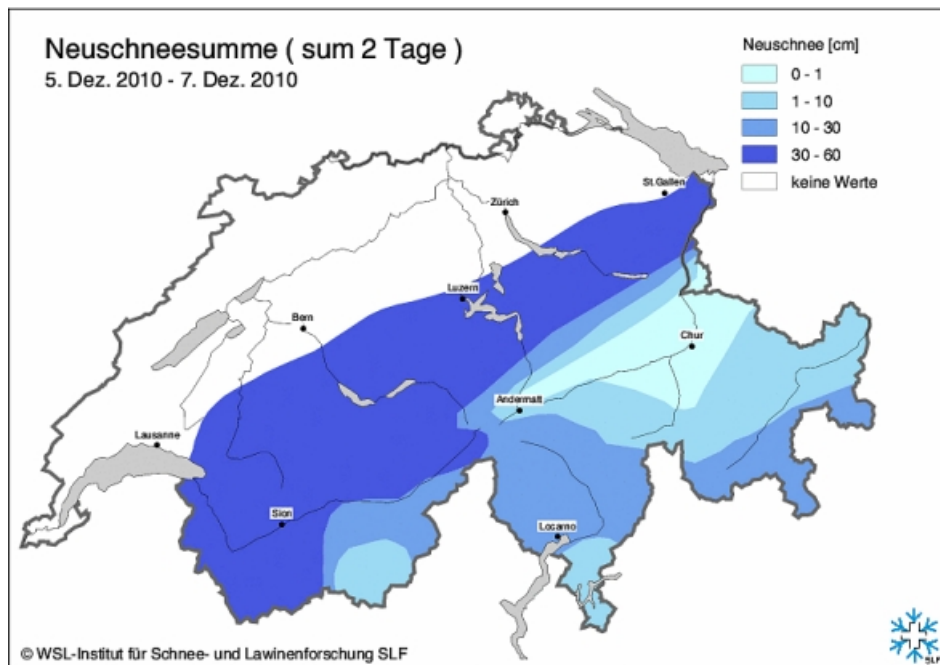 Neuschneesumme ( sum 2 Tage )
5. Dez. 2010 - 7. Dez. 2010
Neuschnee [cm]
0 - 1
1 - 10
10 - 30
30 - 60
keine Werte
St.Gallen
Zürich
Luzern
Bern
Chur
Andermatt
Lausanne
Sion
Locarno
© WSL-Institut für Schnee- und Lawinenforschung SLF
SLF